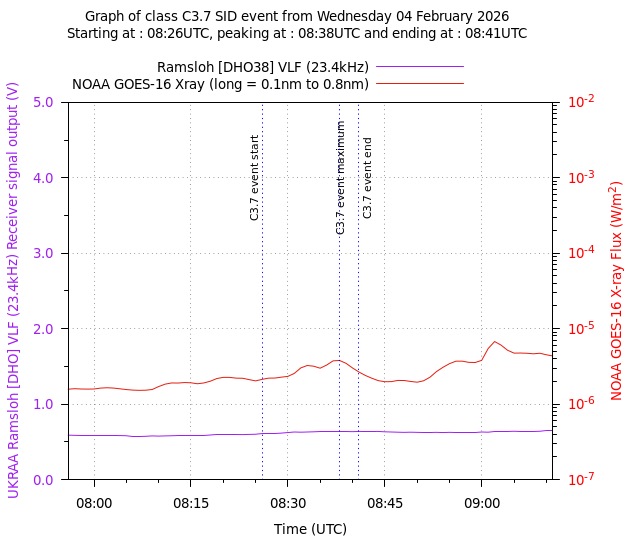 Graph of class C3.7 SID event from Wednesday 04 February 2026
Starting at : 08:26UTC, peaking at : 08:38UTC and ending at : 08:41UTC
Ramsloh [DHO38] VLF (23.4kHz)
NOAA GOES-16 Xray (long = 0.1nm to 0.8nm)
UKRAA Ramsloh [DHO] VLF (23.4kHz) Receiver signal output (V)
5.0
4.0
3.0
2.0
1.0
0.0
C3.7 event start
C3.7 event maximum
C3.7 event end
10^-2
10^-3
10^-4
10^-5
10^-6
10^-7
NOAA GOES-16 X-ray Flux (W/m^2)
08:00 08:15 08:30 08:45 09:00
Time (UTC)